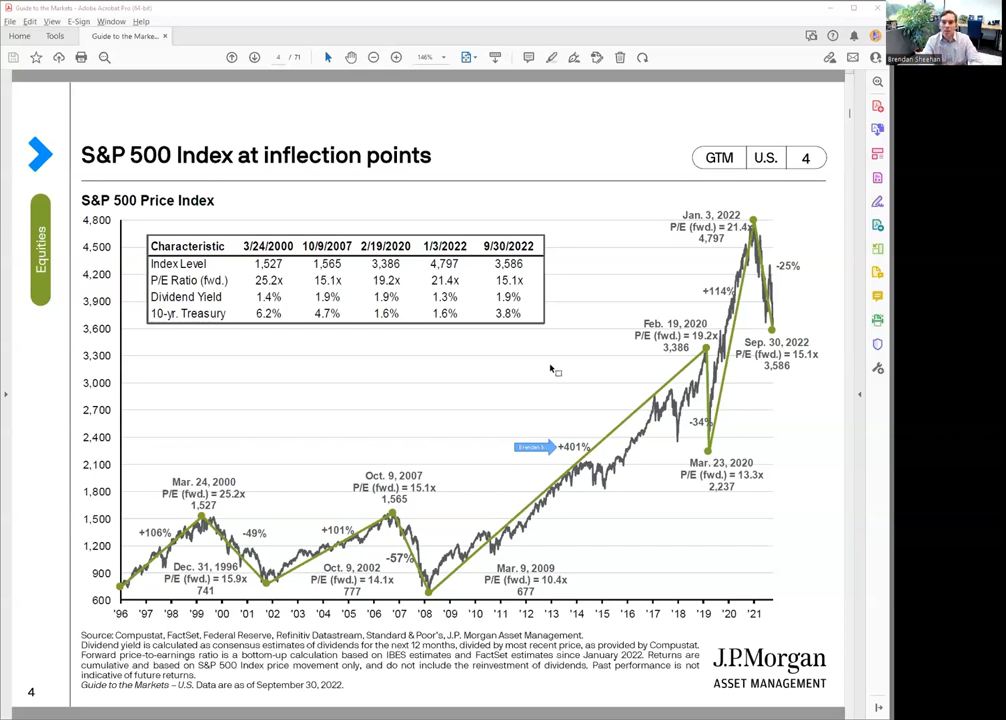 Guide to the Markets - Adobe Acrobat Pro (64-bit)
File Edit View E-Sign Window Help
Home Tools Guide to the Marke... ×
4 / 71 146%
Brendan Sheehan
S&P 500 Index at inflection points
GTM U.S. 4
Equities
S&P 500 Price Index
Characteristic 3/24/2000 10/9/2007 2/19/2020 1/3/2022 9/30/2022
Index Level 1,527 1,565 3,386 4,797 3,586
P/E Ratio (fwd.) 25.2x 15.1x 19.2x 21.4x 15.1x
Dividend Yield 1.4% 1.9% 1.9% 1.3% 1.9%
10-yr. Treasury 6.2% 4.7% 1.6% 1.6% 3.8%
4,800
4,500
4,200
3,900
3,600
3,300
3,000
2,700
2,400
2,100
1,800
1,500
1,200
900
600
Jan. 3, 2022
P/E (fwd.) = 21.4x
4,797
-25%
+114%
Feb. 19, 2020
P/E (fwd.) = 19.2x
3,386
Sep. 30, 2022
P/E (fwd.) = 15.1x
3,586
-34%
Brendan S
+401%
Mar. 23, 2020
P/E (fwd.) = 13.3x
2,237
Mar. 24, 2000
P/E (fwd.) = 25.2x
1,527
Oct. 9, 2007
P/E (fwd.) = 15.1x
1,565
+106%
-49%
+101%
-57%
Dec. 31, 1996
P/E (fwd.) = 15.9x
741
Oct. 9, 2002
P/E (fwd.) = 14.1x
777
Mar. 9, 2009
P/E (fwd.) = 10.4x
677
'96 '97 '98 '99 '00 '01 '02 '03 '04 '05 '06 '07 '08 '09 '10 '11 '12 '13 '14 '15 '16 '17 '18 '19 '20 '21
Source: Compustat, FactSet, Federal Reserve, Refinitiv Datastream, Standard & Poor's, J.P. Morgan Asset Management.
Dividend yield is calculated as consensus estimates of dividends for the next 12 months, divided by most recent price, as provided by Compustat.
Forward price-to-earnings ratio is a bottom-up calculation based on IBES estimates and FactSet estimates since January 2022. Returns are
cumulative and based on S&P 500 Index price movement only, and do not include the reinvestment of dividends. Past performance is not
indicative of future returns.
Guide to the Markets – U.S. Data are as of September 30, 2022.
J.P.Morgan
ASSET MANAGEMENT
4